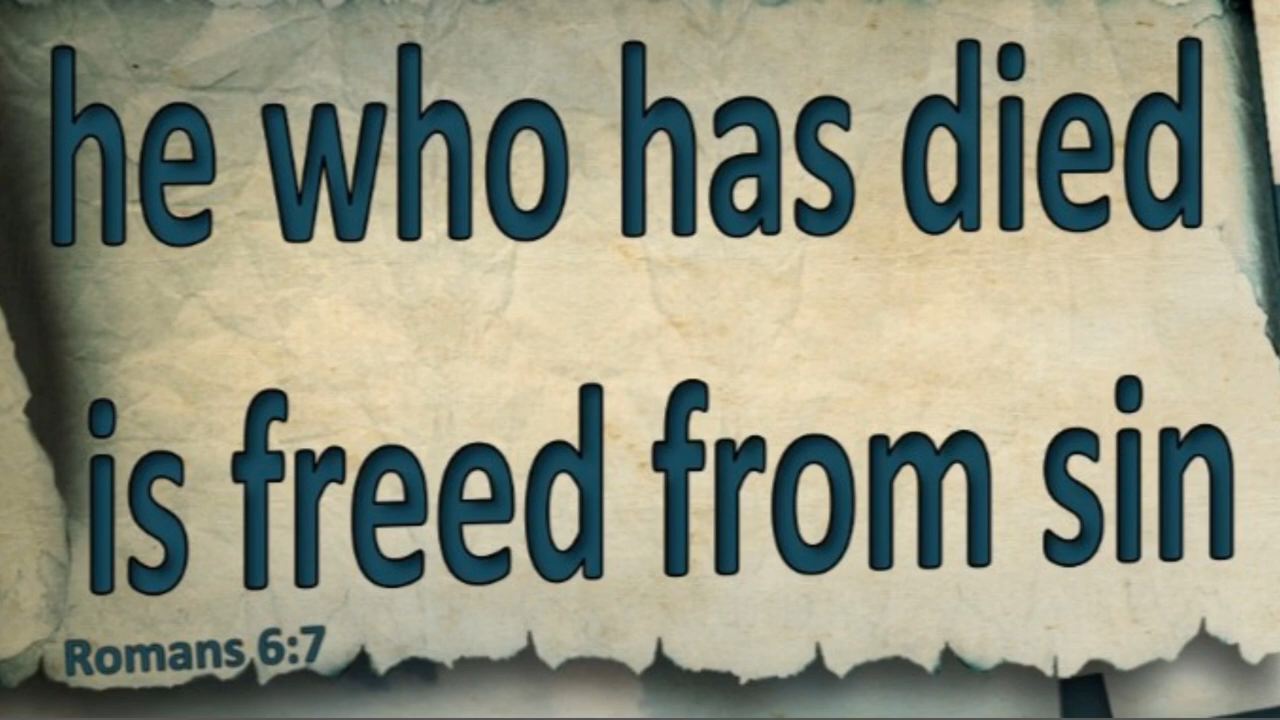 he who has died
is freed from sin
Romans 6:7